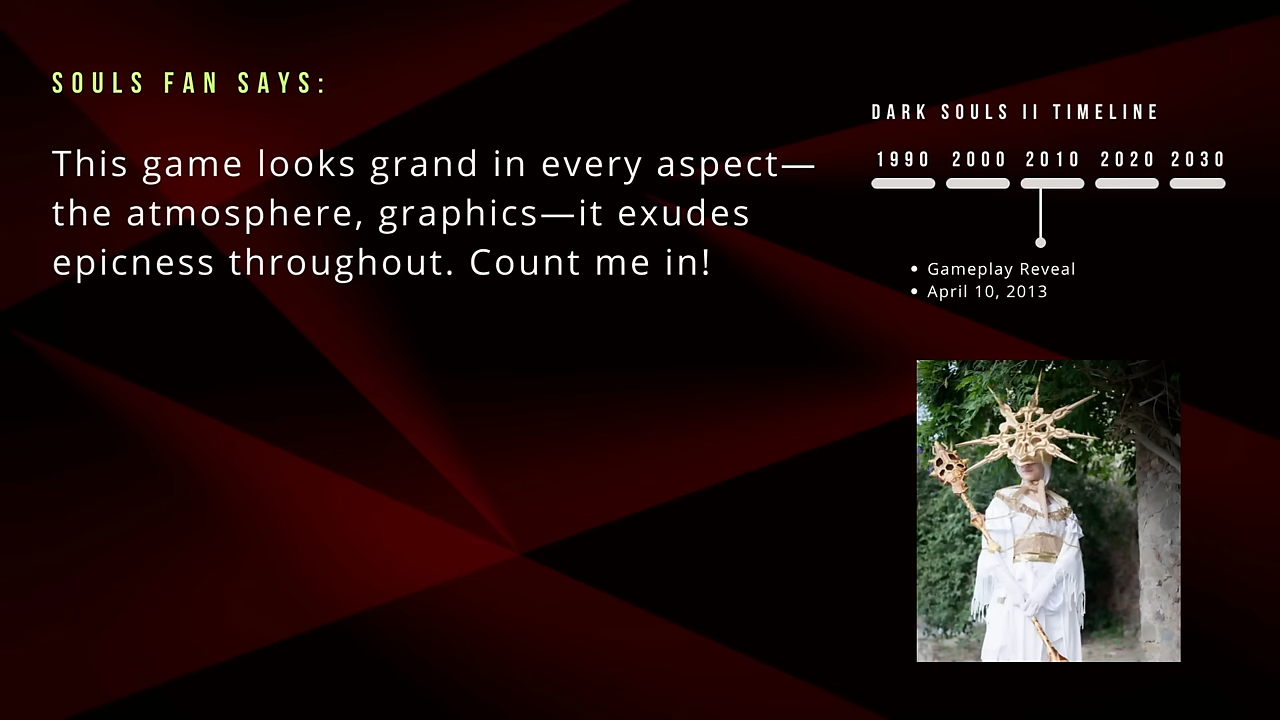 SOULS FAN SAYS:
This game looks grand in every aspect—
the atmosphere, graphics—it exudes
epicness throughout. Count me in!
DARK SOULS II TIMELINE
1990 2000 2010 2020 2030
• Gameplay Reveal
• April 10, 2013